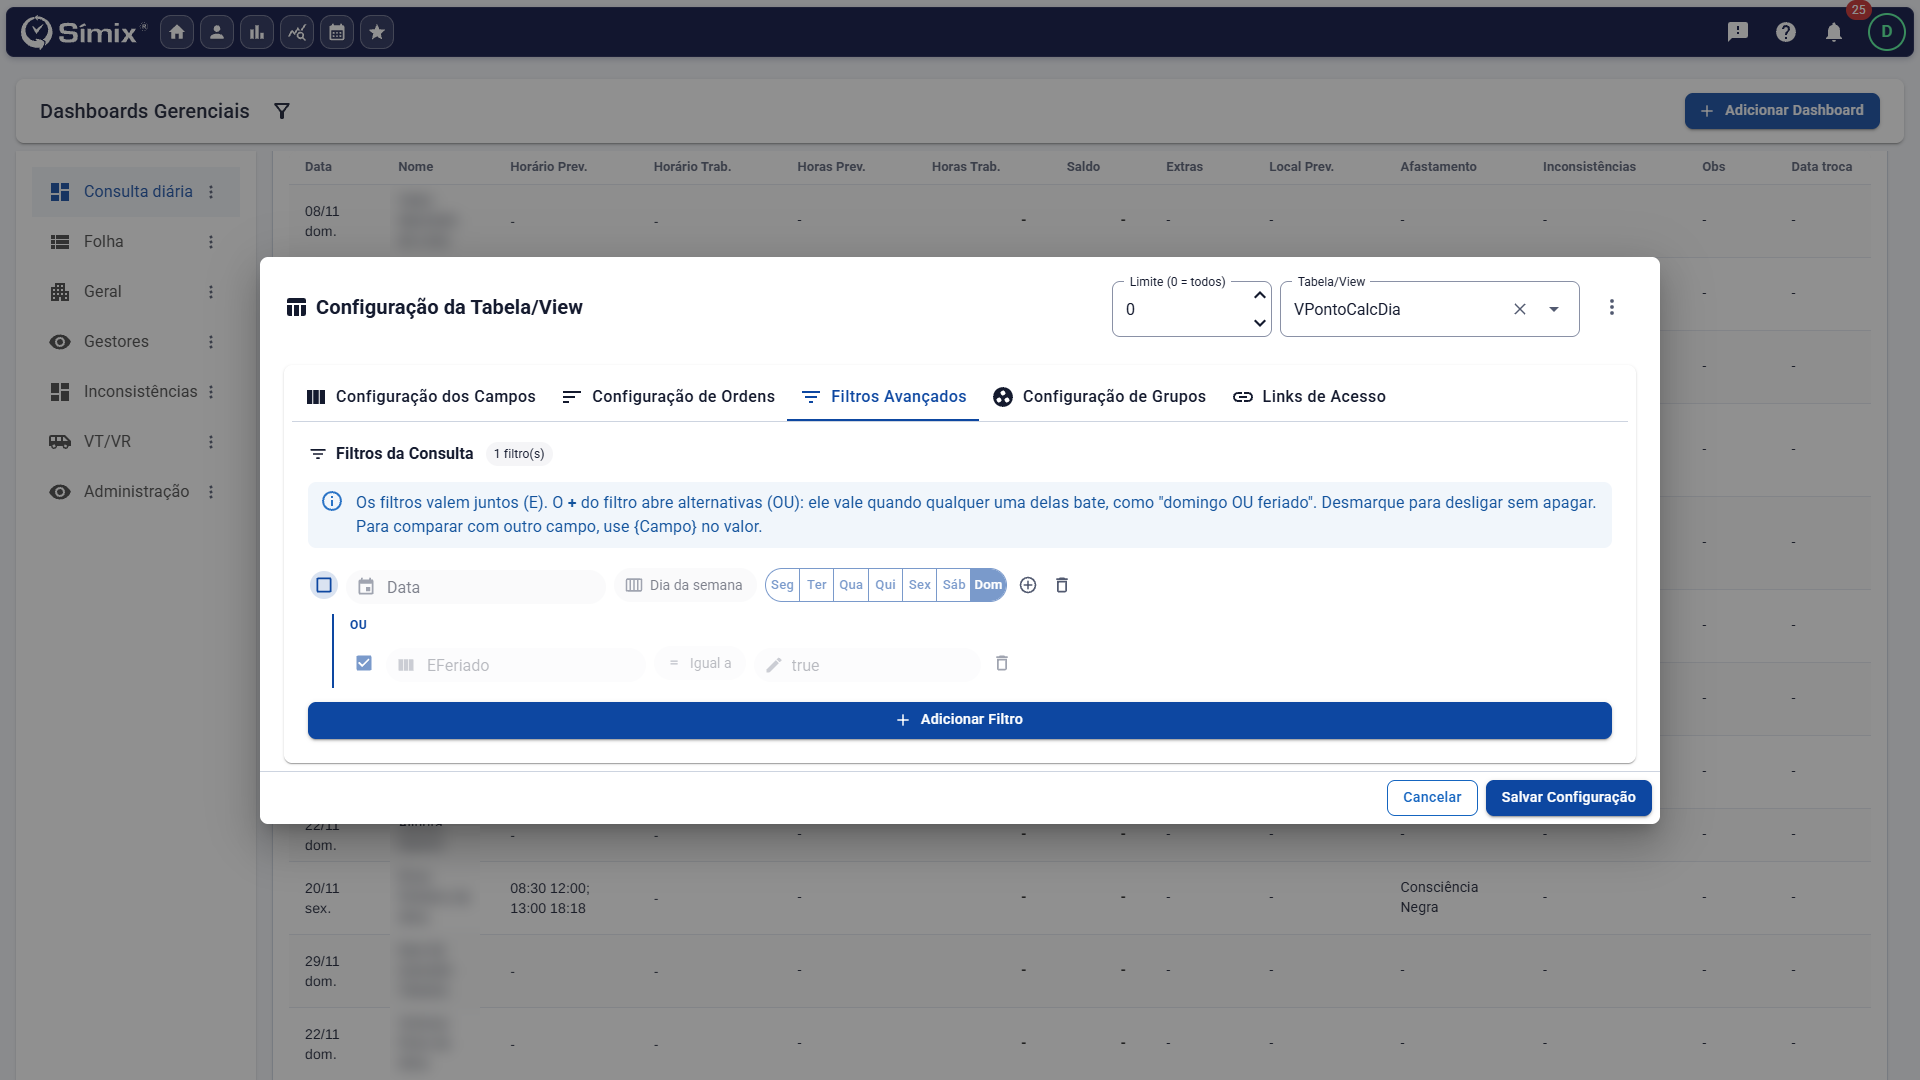 Símix®
25
D
Dashboards Gerenciais
Adicionar Dashboard
Consulta diária
Folha
Geral
Gestores
Inconsistências
VT/VR
Administração
Data Nome Horário Prev. Horário Trab. Horas Prev. Horas Trab. Saldo Extras Local Prev. Afastamento Inconsistências Obs Data troca
08/11 - - - - - - - - - - -
dom.
Configuração da Tabela/View
Limite (0 = todos)
0
Tabela/View
VPontoCalcDia
Configuração dos Campos
Configuração de Ordens
Filtros Avançados
Configuração de Grupos
Links de Acesso
Filtros da Consulta
1 filtro(s)
Os filtros valem juntos (E). O + do filtro abre alternativas (OU): ele vale quando qualquer uma delas bate, como "domingo OU feriado". Desmarque para desligar sem apagar.
Para comparar com outro campo, use {Campo} no valor.
Data
Dia da semana
Seg Ter Qua Qui Sex Sáb Dom
OU
EFeriado
= Igual a
true
Adicionar Filtro
Cancelar
Salvar Configuração
22/11 - - - - - - - - - - -
dom.
20/11 08:30 12:00; - - - - - - Consciência - - -
sex. 13:00 18:18 Negra
29/11 - - - - - - - - - - -
dom.
22/11 - - - - - - - - - - -
dom.